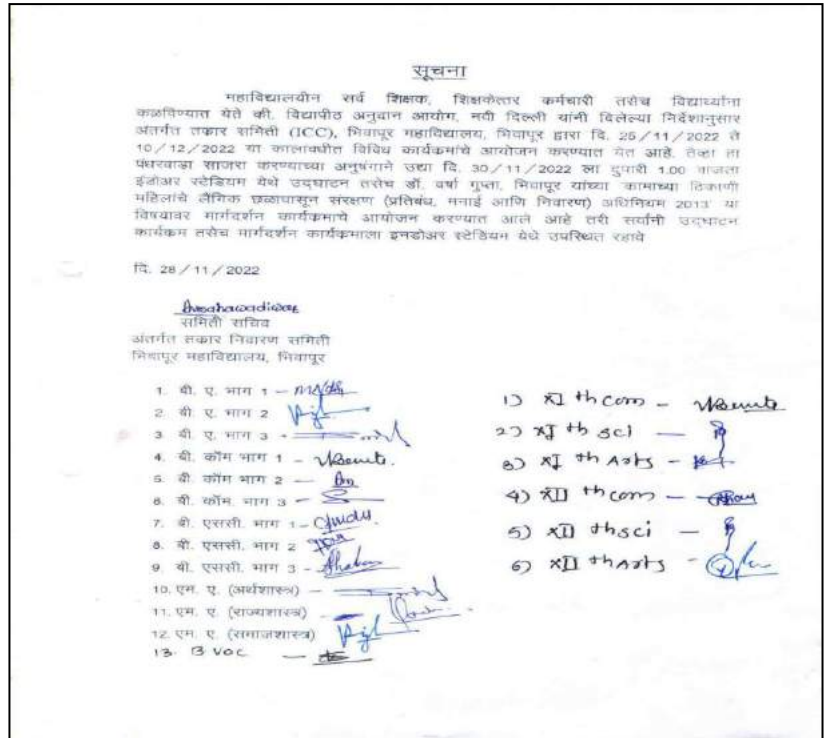 सूचना
महाविद्यालयीन सर्व शिक्षक, शिक्षकेत्तर कर्मचारी तसेच विद्यार्थ्यांना
कळविण्यात येते की, विद्यापीठ अनुदान आयोग, नवी दिल्ली यांनी दिलेल्या निर्देशानुसार
अंतर्गत तक्रार समिती (ICC), भिवापूर महाविद्यालय, भिवापूर द्वारा दि. 25/11/2022 ते
10/12/2022 या कालावधीत विविध कार्यक्रमांचे आयोजन करण्यात येत आहे. तेव्हा हा
पंधरवाडा साजरा करण्याच्या अनुषंगाने उद्या दि. 30/11/2022 ला दुपारी 1.00 वाजता
इंडोअर स्टेडियम येथे उद्घाटन तसेच डॉ. वर्षा गुप्ता, भिवापूर यांच्या 'कामाच्या ठिकाणी
महिलांचे लैंगिक छळापासून संरक्षण (प्रतिबंध, मनाई आणि निवारण) अधिनियम 2013' या
विषयावर मार्गदर्शन कार्यक्रमाचे आयोजन करण्यात आले आहे तरी सर्वांनी उद्घाटन
कार्यक्रम तसेच मार्गदर्शन कार्यक्रमाला इनडोअर स्टेडियम येथे उपस्थित रहावे
दि. 28/11/2022
समिती सचिव
अंतर्गत तक्रार निवारण समिती
भिवापूर महाविद्यालय, भिवापूर
1. बी. ए. भाग 1 –
2. बी. ए. भाग 2
3. बी. ए. भाग 3 -
4. बी. कॉम भाग 1 -
5. बी. कॉम भाग 2 –
6. बी. कॉम. भाग 3 –
7. बी. एससी. भाग 1 -
8. बी. एससी. भाग 2
9. बी. एससी. भाग 3 -
10. एम. ए. (अर्थशास्त्र) –
11. एम. ए. (राज्यशास्त्र) -
12. एम. ए. (समाजशास्त्र)
13. B VOC –
1) XI th com –
2) XI th sci –
3) XI th Arts –
4) XII th com –
5) XII th sci –
6) XII th Arts –